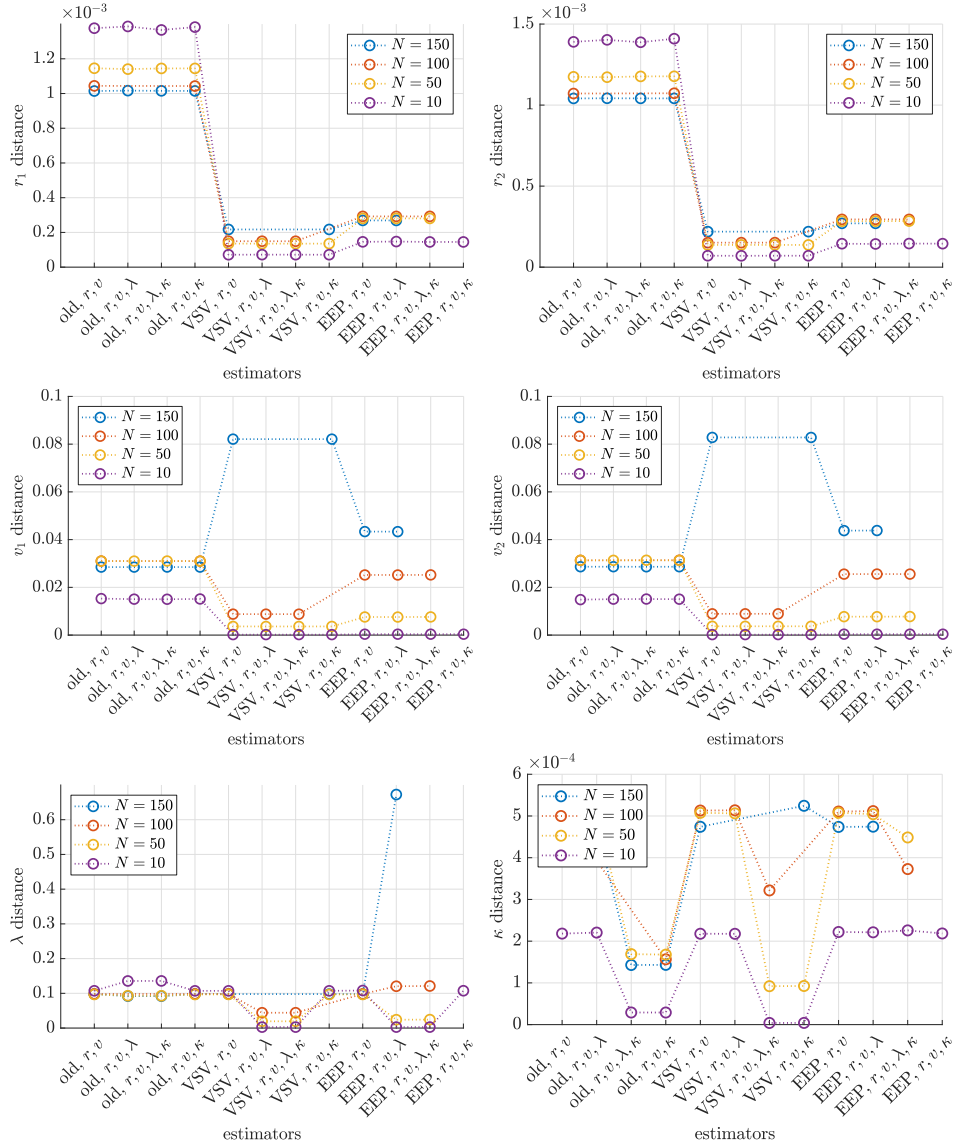 ×10⁻³
1.2
1
0.8
0.6
0.4
0.2
0
r₁ distance
N = 150
N = 100
N = 50
N = 10
old, r, υ
old, r, υ, λ
old, r, υ, λ, κ
old, r, υ, κ
VSV, r, υ
VSV, r, υ, λ
VSV, r, υ, λ, κ
VSV, r, υ, κ
EEP, r, υ
EEP, r, υ, λ
EEP, r, υ, λ, κ
EEP, r, υ, κ
estimators
×10⁻³
1.5
1
0.5
0
r₂ distance
N = 150
N = 100
N = 50
N = 10
old, r, υ
old, r, υ, λ
old, r, υ, λ, κ
old, r, υ, κ
VSV, r, υ
VSV, r, υ, λ
VSV, r, υ, λ, κ
VSV, r, υ, κ
EEP, r, υ
EEP, r, υ, λ
EEP, r, υ, λ, κ
EEP, r, υ, κ
estimators
0.1
0.08
0.06
0.04
0.02
0
v₁ distance
N = 150
N = 100
N = 50
N = 10
old, r, υ
old, r, υ, λ
old, r, υ, λ, κ
old, r, υ, κ
VSV, r, υ
VSV, r, υ, λ
VSV, r, υ, λ, κ
VSV, r, υ, κ
EEP, r, υ
EEP, r, υ, λ
EEP, r, υ, λ, κ
EEP, r, υ, κ
estimators
0.1
0.08
0.06
0.04
0.02
0
v₂ distance
N = 150
N = 100
N = 50
N = 10
old, r, υ
old, r, υ, λ
old, r, υ, λ, κ
old, r, υ, κ
VSV, r, υ
VSV, r, υ, λ
VSV, r, υ, λ, κ
VSV, r, υ, κ
EEP, r, υ
EEP, r, υ, λ
EEP, r, υ, λ, κ
EEP, r, υ, κ
estimators
0.6
0.5
0.4
0.3
0.2
0.1
0
λ distance
N = 150
N = 100
N = 50
N = 10
old, r, υ
old, r, υ, λ
old, r, υ, λ, κ
old, r, υ, κ
VSV, r, υ
VSV, r, υ, λ
VSV, r, υ, λ, κ
VSV, r, υ, κ
EEP, r, υ
EEP, r, υ, λ
EEP, r, υ, λ, κ
EEP, r, υ, κ
estimators
×10⁻⁴
6
5
4
3
2
1
0
κ distance
N = 150
N = 100
N = 50
N = 10
old, r, υ
old, r, υ, λ
old, r, υ, λ, κ
old, r, υ, κ
VSV, r, υ
VSV, r, υ, λ
VSV, r, υ, λ, κ
VSV, r, υ, κ
EEP, r, υ
EEP, r, υ, λ
EEP, r, υ, λ, κ
EEP, r, υ, κ
estimators